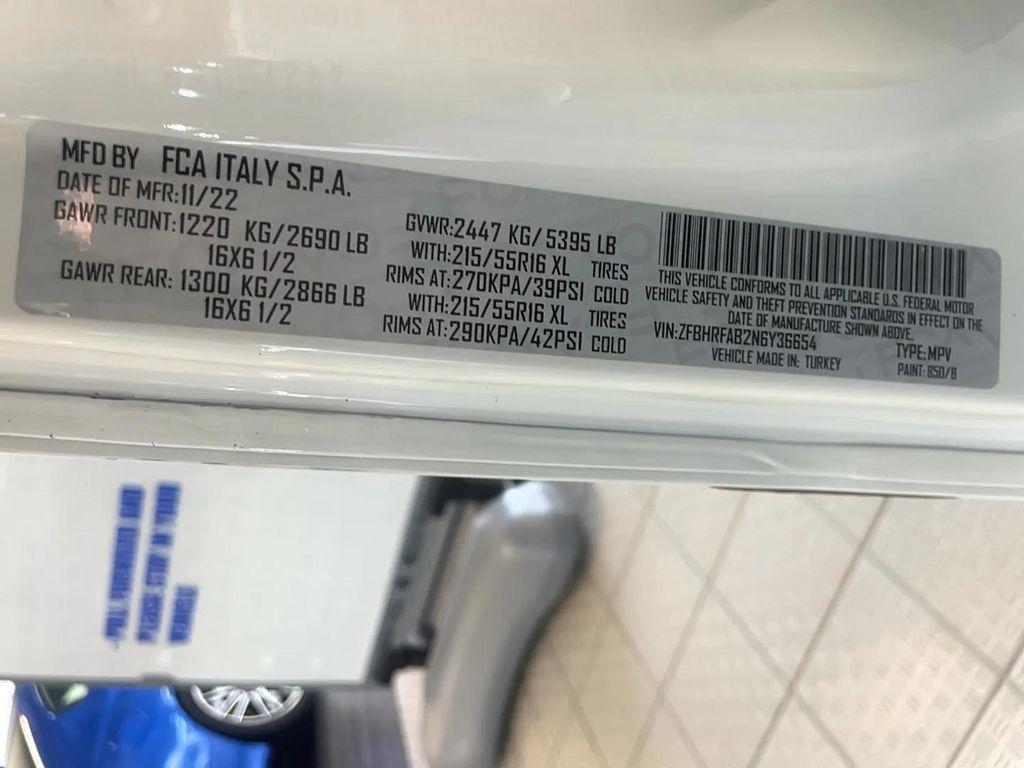 MFD BY FCA ITALY S.P.A.
DATE OF MFR:11/22
GAWR FRONT:1220 KG/2690 LB
16X6 1/2
GAWR REAR: 1300 KG/2866 LB
16X6 1/2
GVWR:2447 KG/5395 LB
WITH:215/55R16 XL TIRES
RIMS AT:270KPA/39PSI COLD
WITH:215/55R16 XL TIRES
RIMS AT:290KPA/42PSI COLD
THIS VEHICLE CONFORMS TO ALL APPLICABLE U.S. FEDERAL MOTOR
VEHICLE SAFETY AND THEFT PREVENTION STANDARDS IN EFFECT ON THE
DATE OF MANUFACTURE SHOWN ABOVE.
VIN:ZFBHRFAB2N6Y36654 TYPE:MPV
VEHICLE MADE IN: TURKEY PAINT: 850/B